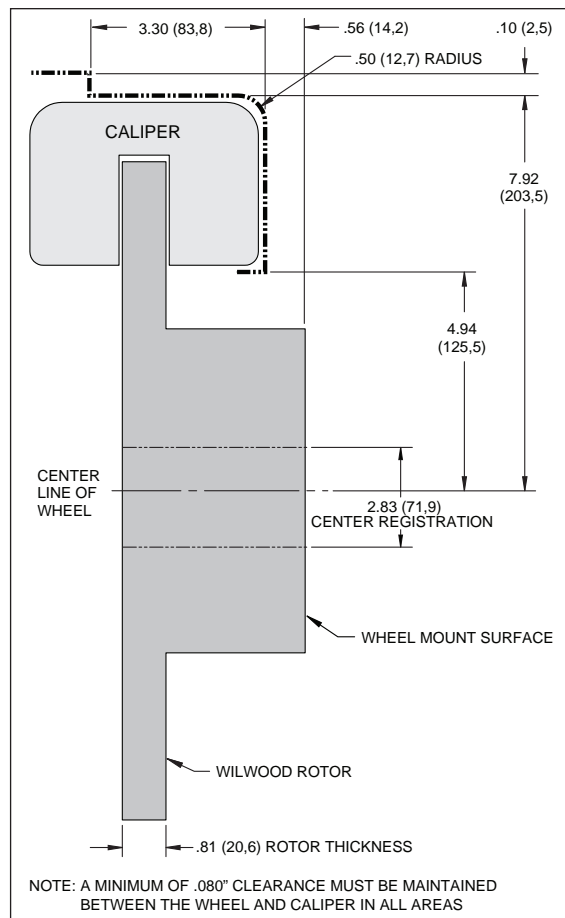 3.30 (83,8)
.56 (14,2)
.10 (2,5)
.50 (12,7) RADIUS
CALIPER
7.92
(203,5)
4.94
(125,5)
CENTER
LINE OF
WHEEL
2.83 (71,9)
CENTER REGISTRATION
WHEEL MOUNT SURFACE
WILWOOD ROTOR
.81 (20,6) ROTOR THICKNESS
NOTE: A MINIMUM OF .080" CLEARANCE MUST BE MAINTAINED
BETWEEN THE WHEEL AND CALIPER IN ALL AREAS